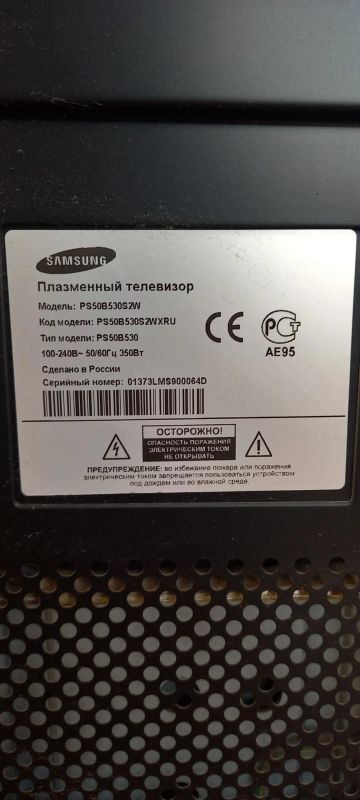 SAMSUNG
Плазменный телевизор
Модель: PS50B530S2W
Код модели: PS50B530S2WXRU
Тип модели: PS50B530
100-240В~ 50/60Гц 350Вт
Сделано в России
Серийный номер: 01373LMS900064D
CE
РСТ
АЕ95
ОСТОРОЖНО!
ОПАСНОСТЬ ПОРАЖЕНИЯ
ЭЛЕКТРИЧЕСКИМ ТОКОМ
НЕ ОТКРЫВАТЬ
ПРЕДУПРЕЖДЕНИЕ: во избежание пожара или поражения
электрическим током запрещается пользоваться устройством
под дождем или во влажной среде.